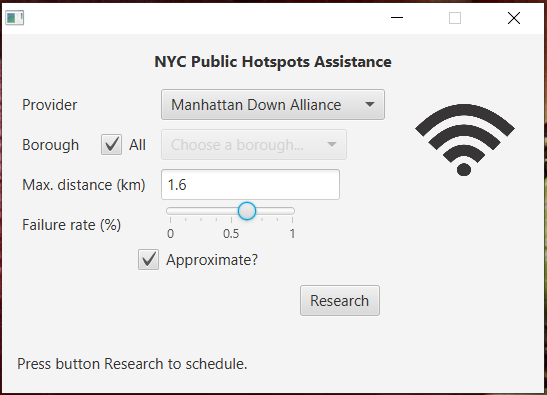 NYC Public Hotspots Assistance
Provider Manhattan Down Alliance
Borough All Choose a borough...
Max. distance (km) 1.6
Failure rate (%)
0 0.5 1
Approximate?
Research
Press button Research to schedule.